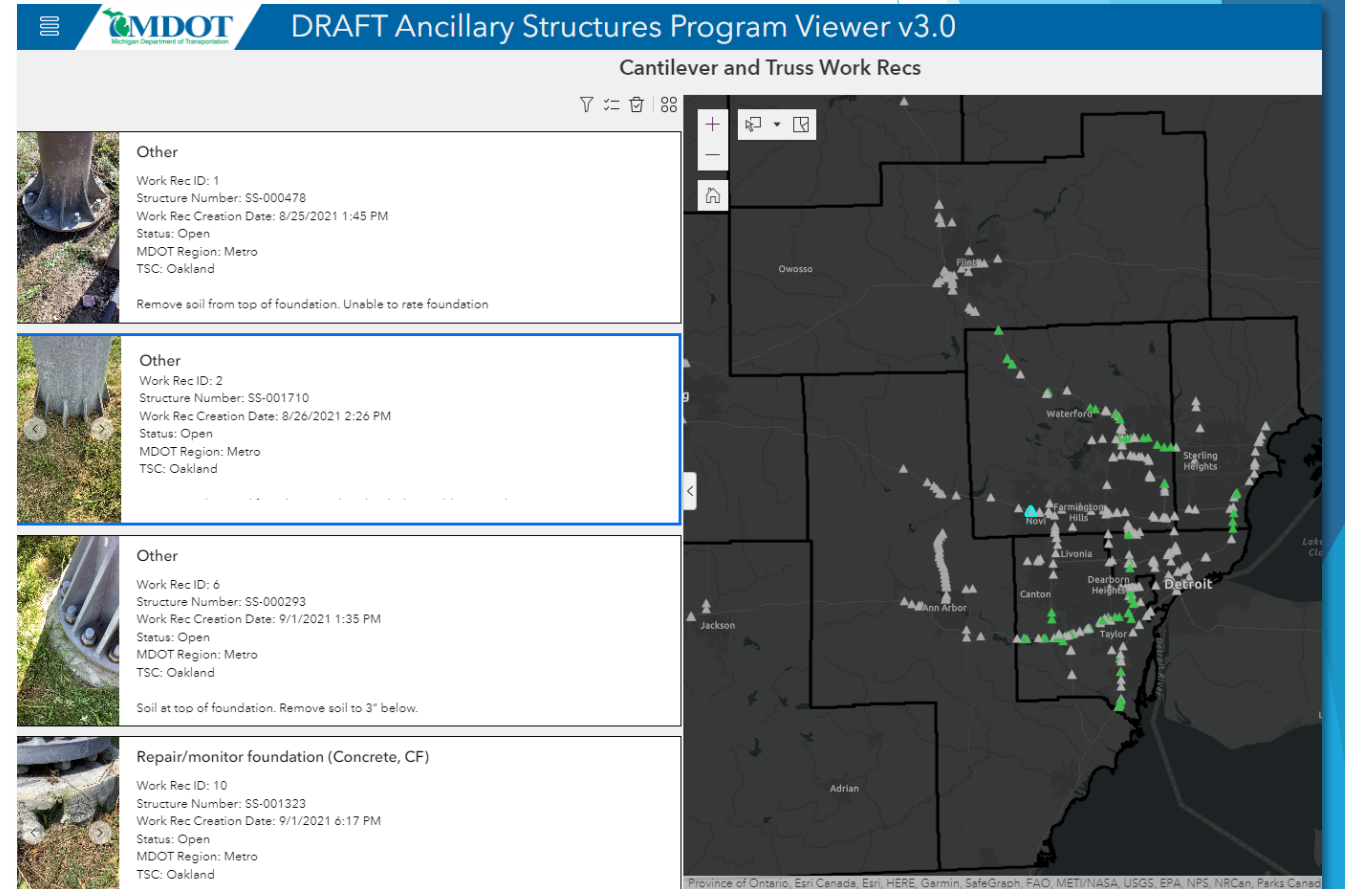 MDOT
Michigan Department of Transportation
DRAFT Ancillary Structures Program Viewer v3.0
Cantilever and Truss Work Recs
Other
Work Rec ID: 1
Structure Number: SS-000478
Work Rec Creation Date: 8/25/2021 1:45 PM
Status: Open
MDOT Region: Metro
TSC: Oakland
Remove soil from top of foundation. Unable to rate foundation
Other
Work Rec ID: 2
Structure Number: SS-001710
Work Rec Creation Date: 8/26/2021 2:26 PM
Status: Open
MDOT Region: Metro
TSC: Oakland
Other
Work Rec ID: 6
Structure Number: SS-000293
Work Rec Creation Date: 9/1/2021 1:35 PM
Status: Open
MDOT Region: Metro
TSC: Oakland
Soil at top of foundation. Remove soil to 3" below.
Repair/monitor foundation (Concrete, CF)
Work Rec ID: 10
Structure Number: SS-001323
Work Rec Creation Date: 9/1/2021 6:17 PM
Status: Open
MDOT Region: Metro
TSC: Oakland
Owosso
Flint
Waterford
Sterling
Heights
Farmington
Hills
Novi
Livonia
Lake
Dearborn
Heights
Detroit
Canton
Ann Arbor
Jackson
Taylor
Detroit River
Adrian
Province of Ontario, Esri Canada, Esri, HERE, Garmin, SafeGraph, FAO, METI/NASA, USGS, EPA, NPS, NRCan, Parks Canad